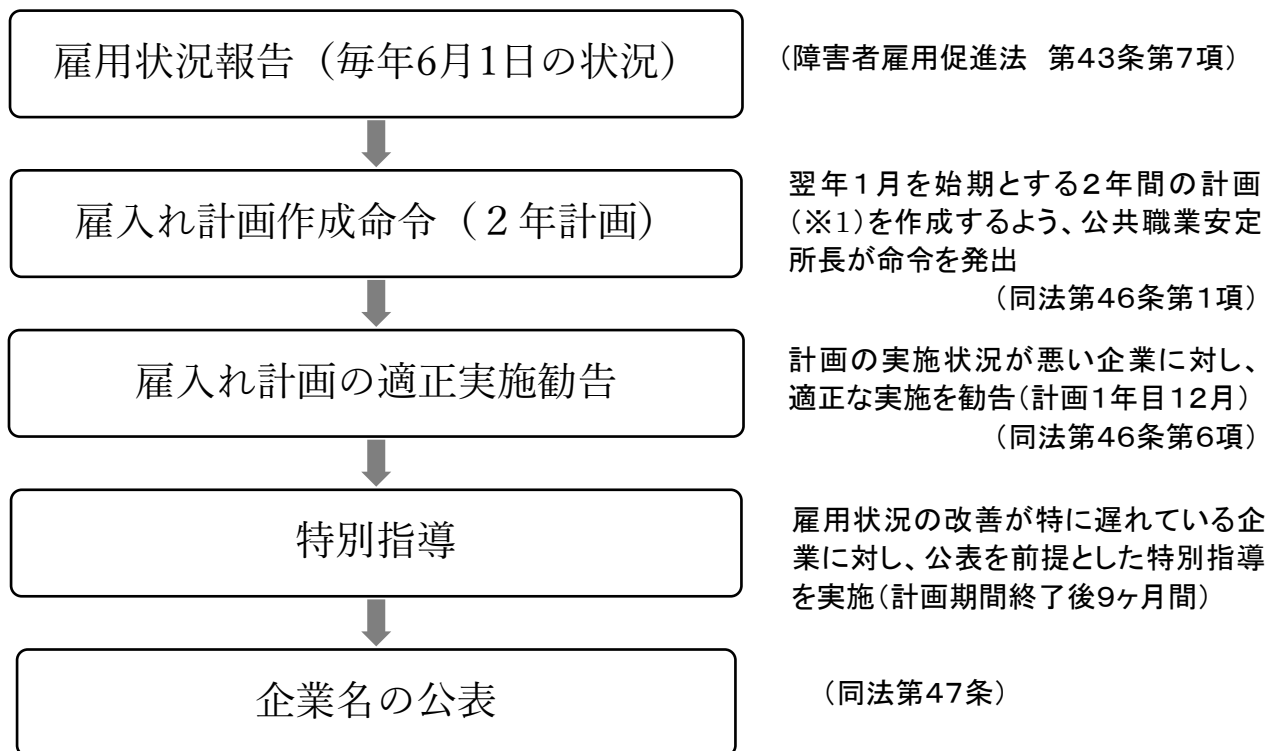 雇用状況報告（毎年6月1日の状況）
（障害者雇用促進法　第43条第7項）
雇入れ計画作成命令（２年計画）
翌年１月を始期とする２年間の計画
（※1）を作成するよう、公共職業安定
所長が命令を発出
（同法第46条第1項）
雇入れ計画の適正実施勧告
計画の実施状況が悪い企業に対し、
適正な実施を勧告（計画１年目１２月）
（同法第46条第6項）
特別指導
雇用状況の改善が特に遅れている企
業に対し、公表を前提とした特別指導
を実施（計画期間終了後9ヶ月間）
企業名の公表
（同法第47条）